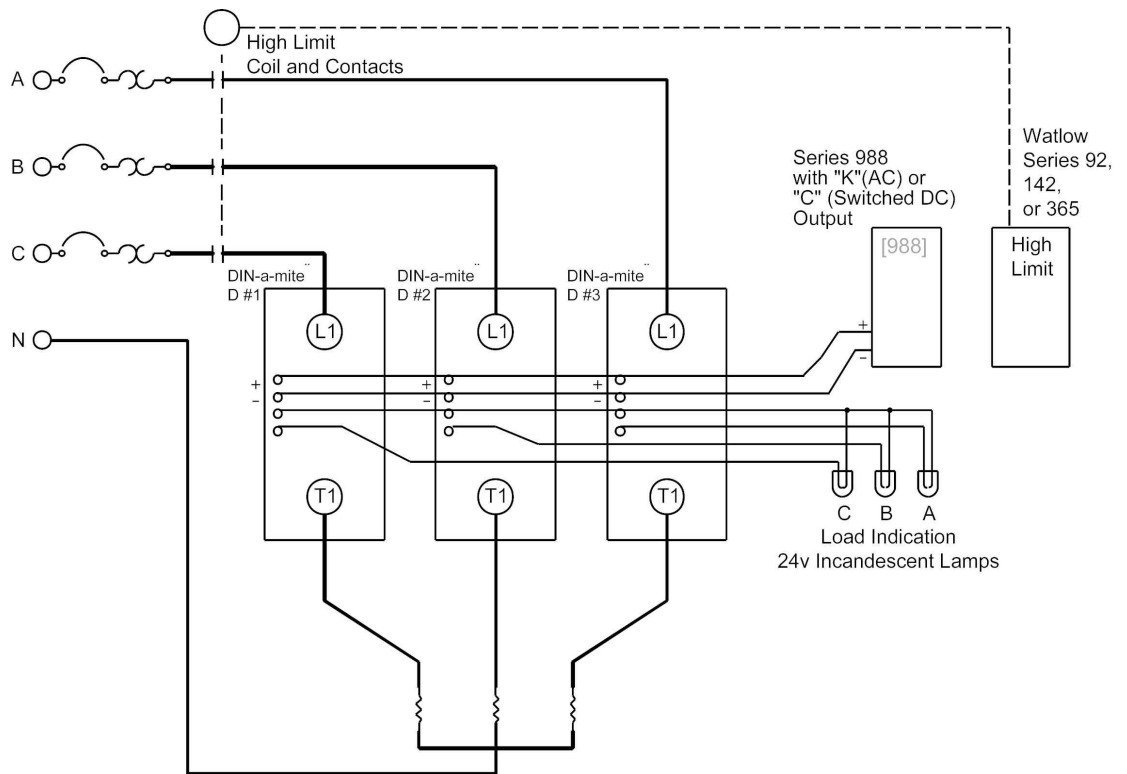 High Limit
Coil and Contacts
A
B
C
N
Watlow
Series 92,
142,
or 365
Series 988
with "K"(AC) or
"C" (Switched DC)
Output
[988]
High
Limit
DIN-a-mite¨
D #1
DIN-a-mite¨
D #2
DIN-a-mite¨
D #3
L1
L1
L1
+
-
+
-
+
-
+
-
T1
T1
T1
C B A
Load Indication
24v Incandescent Lamps